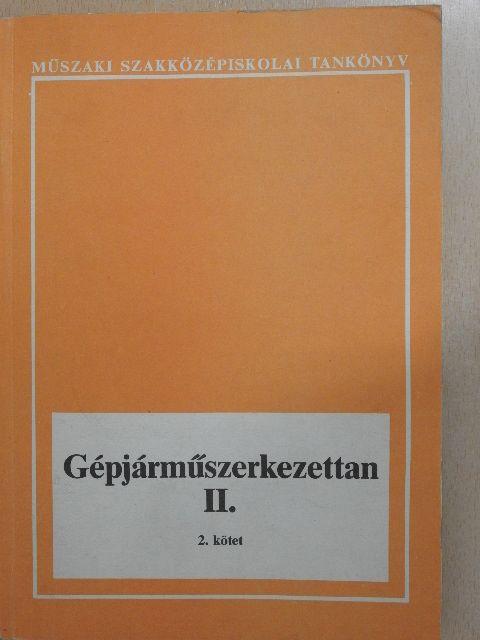 MŰSZAKI SZAKKÖZÉPISKOLAI TANKÖNYV
Gépjárműszerkezettan
II.
2. kötet